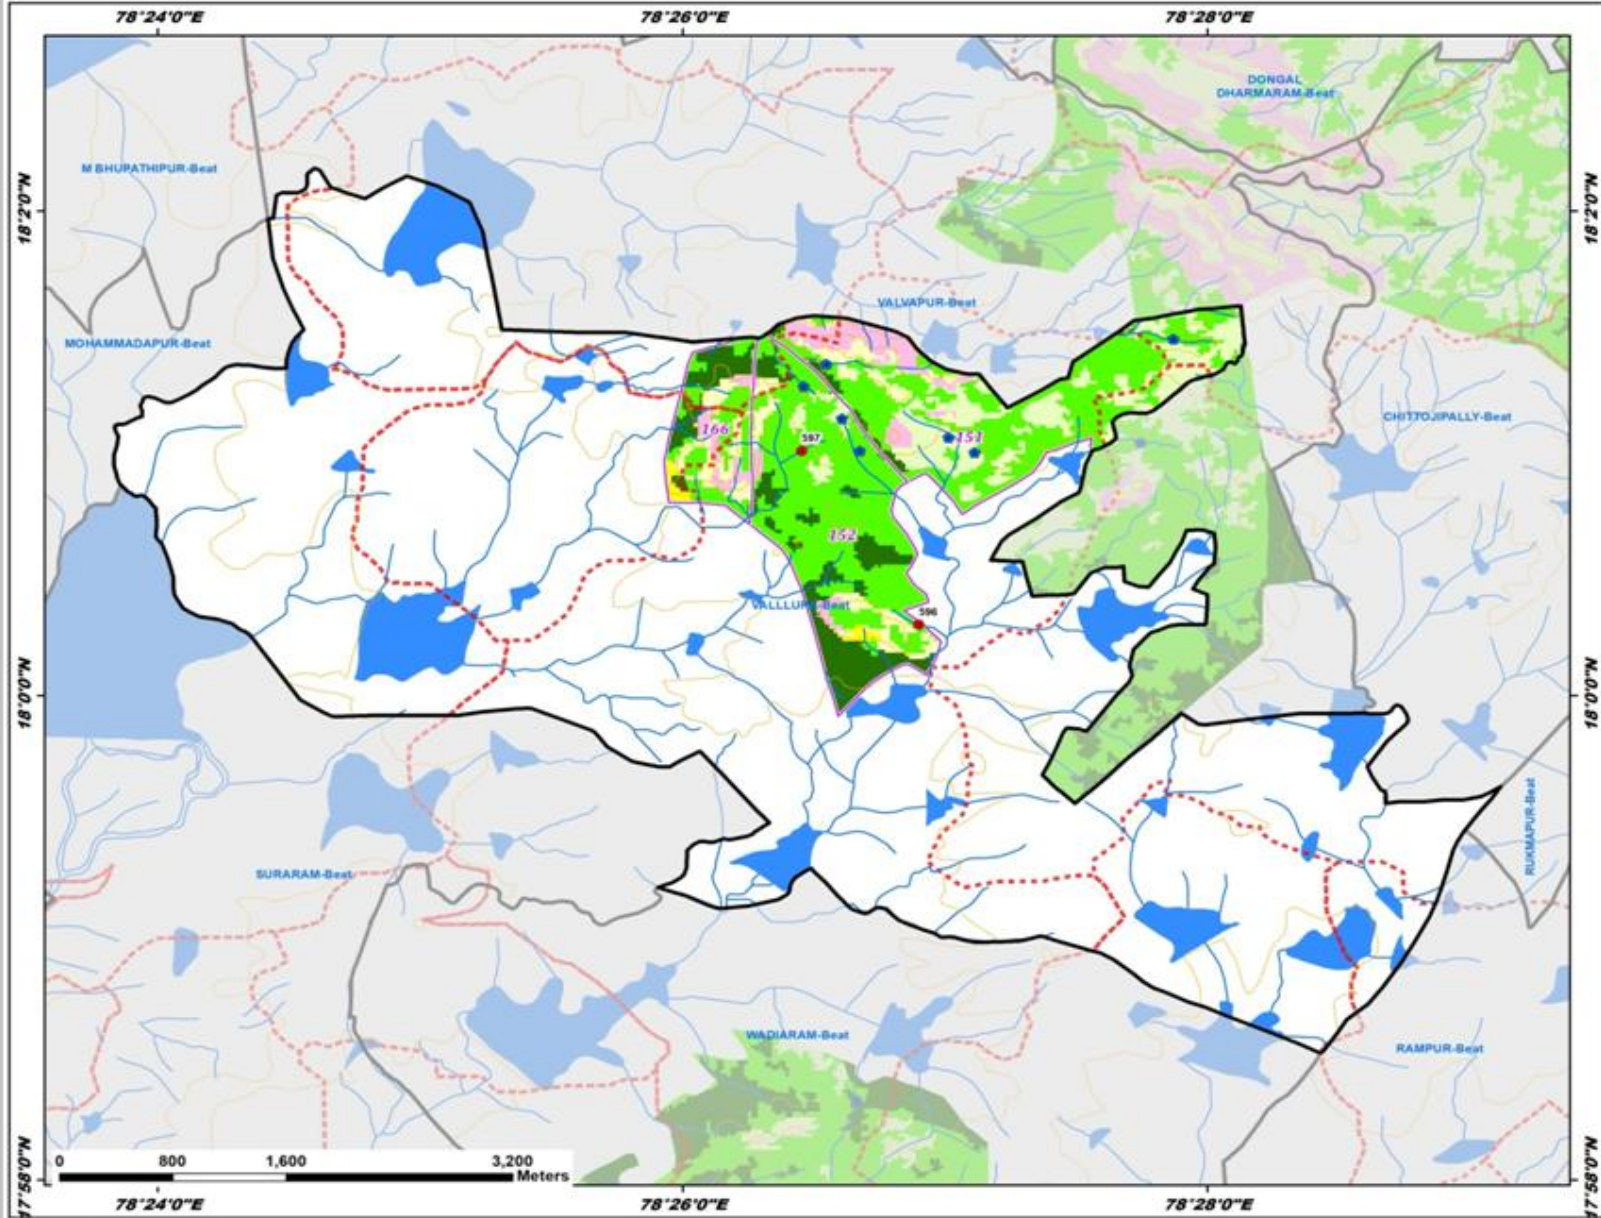 78°24'0"E 78°26'0"E 78°28'0"E
DONGAL
DHARMARAM-Beat
M BHUPATHIPUR-Beat
18°2'0"N 18°2'0"N
VALVAPUR-Beat
MOHAMMADAPUR-Beat
CHITTOJIPALLY-Beat
166
597
151
152
596
18°0'0"N 18°0'0"N
SURARAM-Beat
RUKMAPUR-Beat
WADIARAM-Beat
RAMPUR-Beat
0 800 1,600 3,200
Meters
17°58'0"N 17°58'0"N
78°24'0"E 78°26'0"E 78°28'0"E